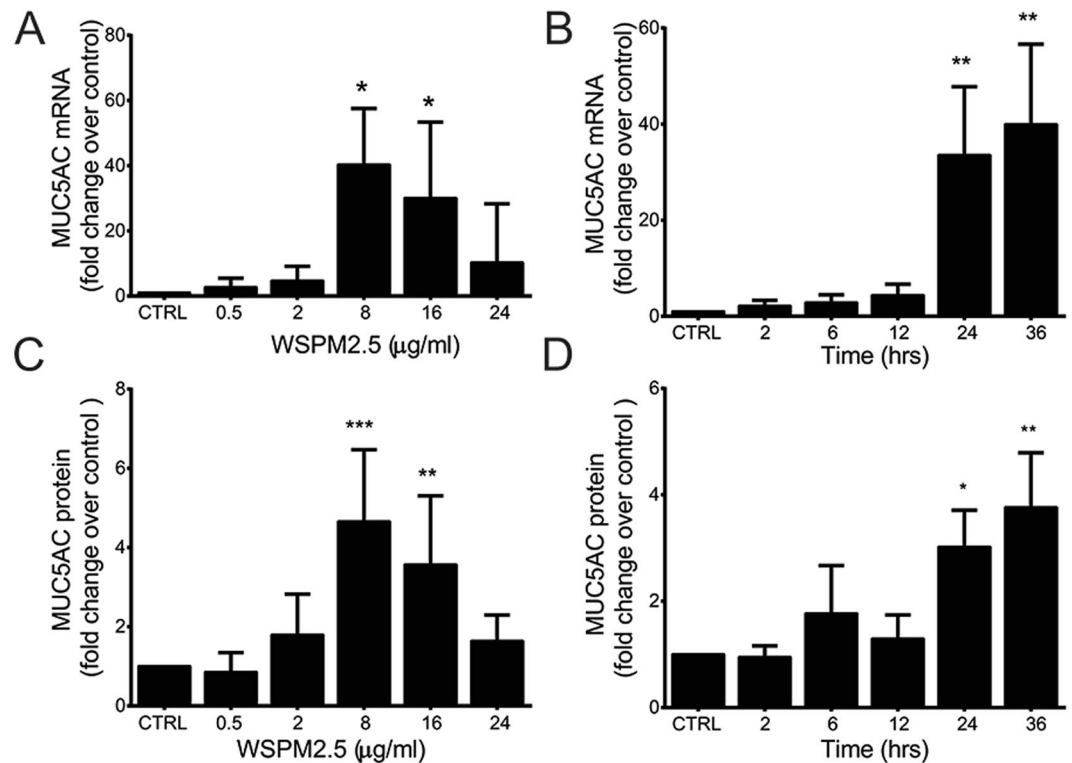 A
MUC5AC mRNA
(fold change over control)
80
60
40
20
0
* *
CTRL 0.5 2 8 16 24
WSPM2.5 (μg/ml)
B
MUC5AC mRNA
(fold change over control)
60
40
20
0
** **
CTRL 2 6 12 24 36
Time (hrs)
C
MUC5AC protein
(fold change over control )
8
6
4
2
0
*** **
CTRL 0.5 2 8 16 24
WSPM2.5 (μg/ml)
D
MUC5AC protein
(fold change over control )
6
4
2
0
* **
CTRL 2 6 12 24 36
Time (hrs)